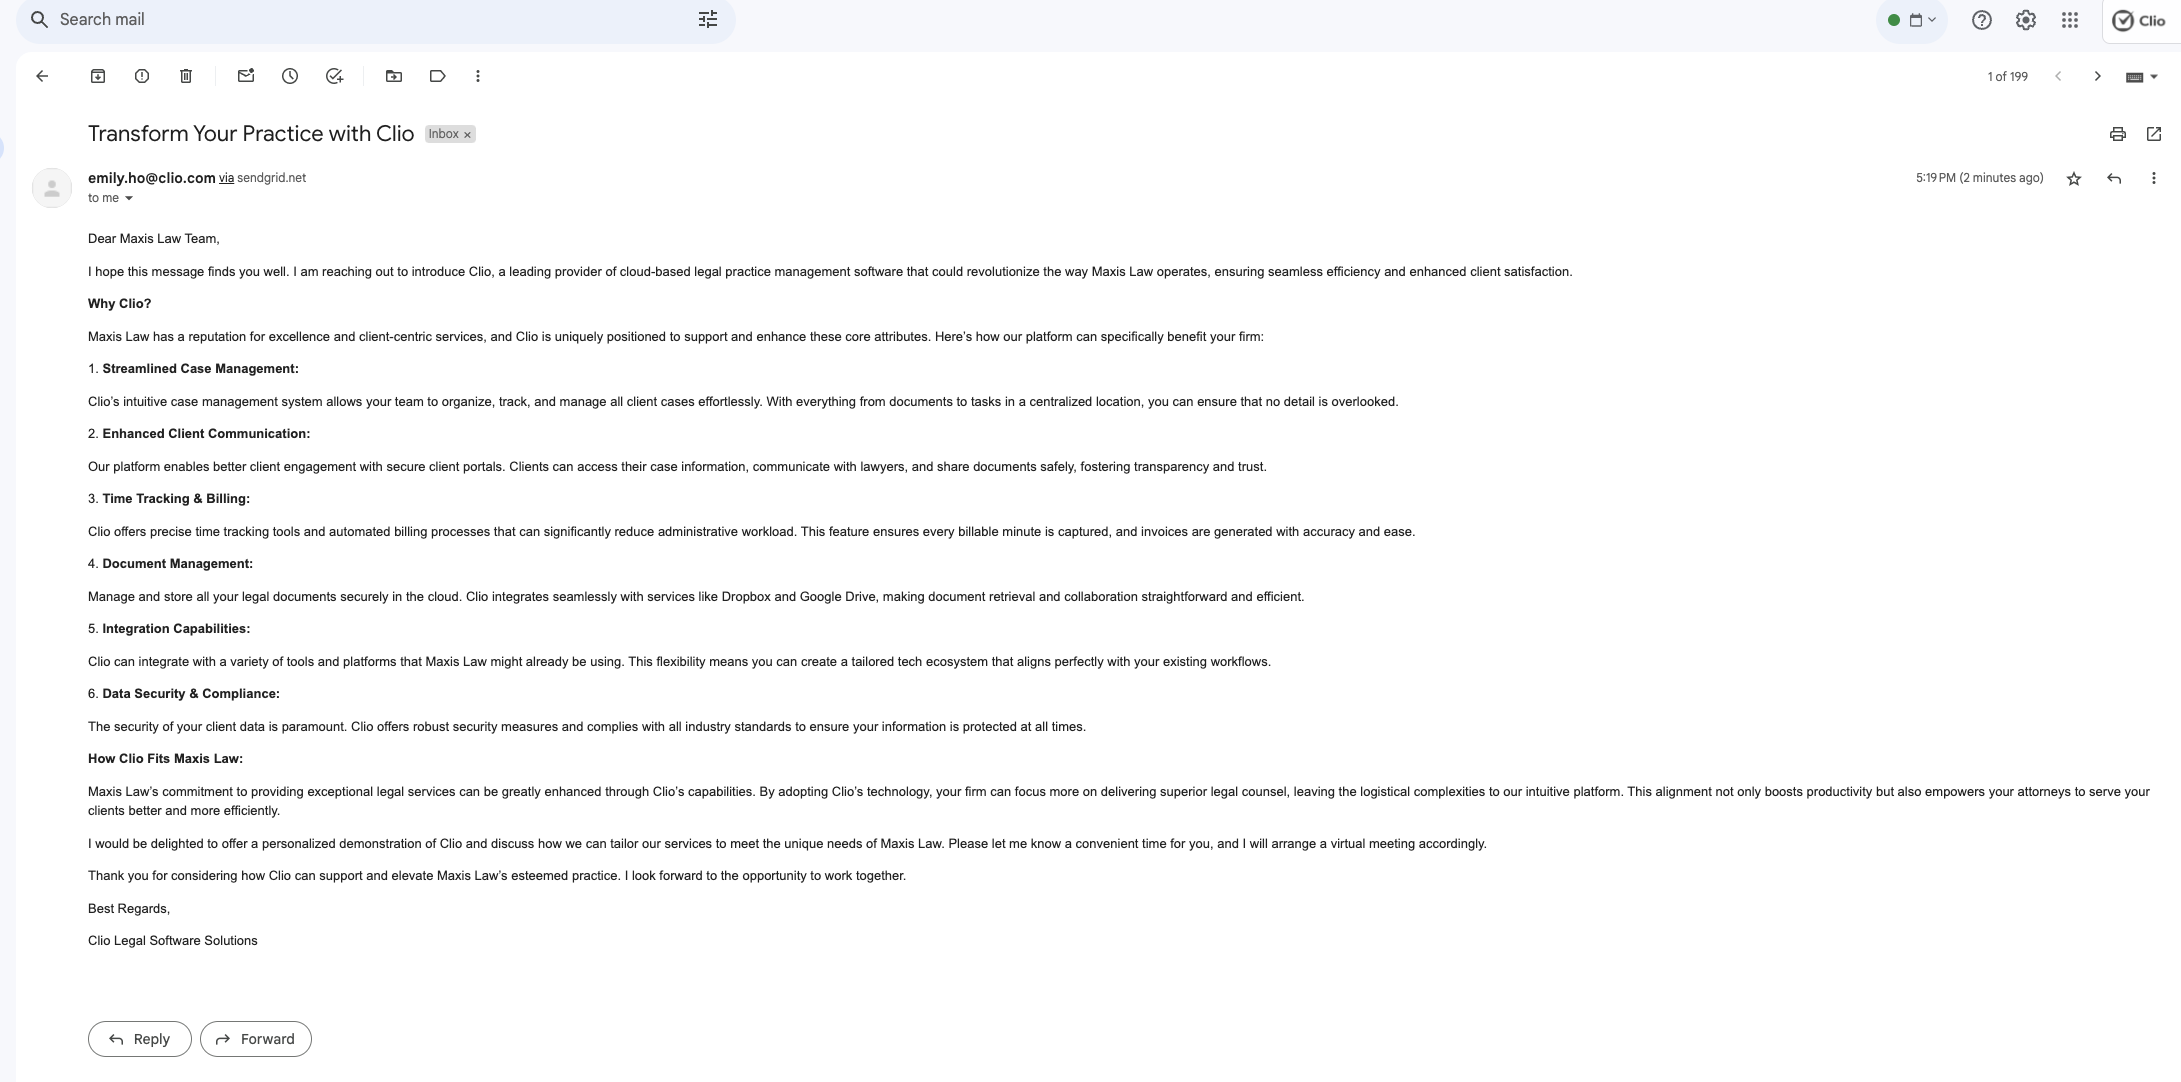 Search mail
Clio
1 of 199
Transform Your Practice with Clio Inbox ×
emily.ho@clio.com via sendgrid.net
5:19 PM (2 minutes ago)
to me
Dear Maxis Law Team,
I hope this message finds you well. I am reaching out to introduce Clio, a leading provider of cloud-based legal practice management software that could revolutionize the way Maxis Law operates, ensuring seamless efficiency and enhanced client satisfaction.
Why Clio?
Maxis Law has a reputation for excellence and client-centric services, and Clio is uniquely positioned to support and enhance these core attributes. Here’s how our platform can specifically benefit your firm:
1. Streamlined Case Management:
Clio’s intuitive case management system allows your team to organize, track, and manage all client cases effortlessly. With everything from documents to tasks in a centralized location, you can ensure that no detail is overlooked.
2. Enhanced Client Communication:
Our platform enables better client engagement with secure client portals. Clients can access their case information, communicate with lawyers, and share documents safely, fostering transparency and trust.
3. Time Tracking & Billing:
Clio offers precise time tracking tools and automated billing processes that can significantly reduce administrative workload. This feature ensures every billable minute is captured, and invoices are generated with accuracy and ease.
4. Document Management:
Manage and store all your legal documents securely in the cloud. Clio integrates seamlessly with services like Dropbox and Google Drive, making document retrieval and collaboration straightforward and efficient.
5. Integration Capabilities:
Clio can integrate with a variety of tools and platforms that Maxis Law might already be using. This flexibility means you can create a tailored tech ecosystem that aligns perfectly with your existing workflows.
6. Data Security & Compliance:
The security of your client data is paramount. Clio offers robust security measures and complies with all industry standards to ensure your information is protected at all times.
How Clio Fits Maxis Law:
Maxis Law’s commitment to providing exceptional legal services can be greatly enhanced through Clio’s capabilities. By adopting Clio’s technology, your firm can focus more on delivering superior legal counsel, leaving the logistical complexities to our intuitive platform. This alignment not only boosts productivity but also empowers your attorneys to serve your
clients better and more efficiently.
I would be delighted to offer a personalized demonstration of Clio and discuss how we can tailor our services to meet the unique needs of Maxis Law. Please let me know a convenient time for you, and I will arrange a virtual meeting accordingly.
Thank you for considering how Clio can support and elevate Maxis Law’s esteemed practice. I look forward to the opportunity to work together.
Best Regards,
Clio Legal Software Solutions
Reply
Forward